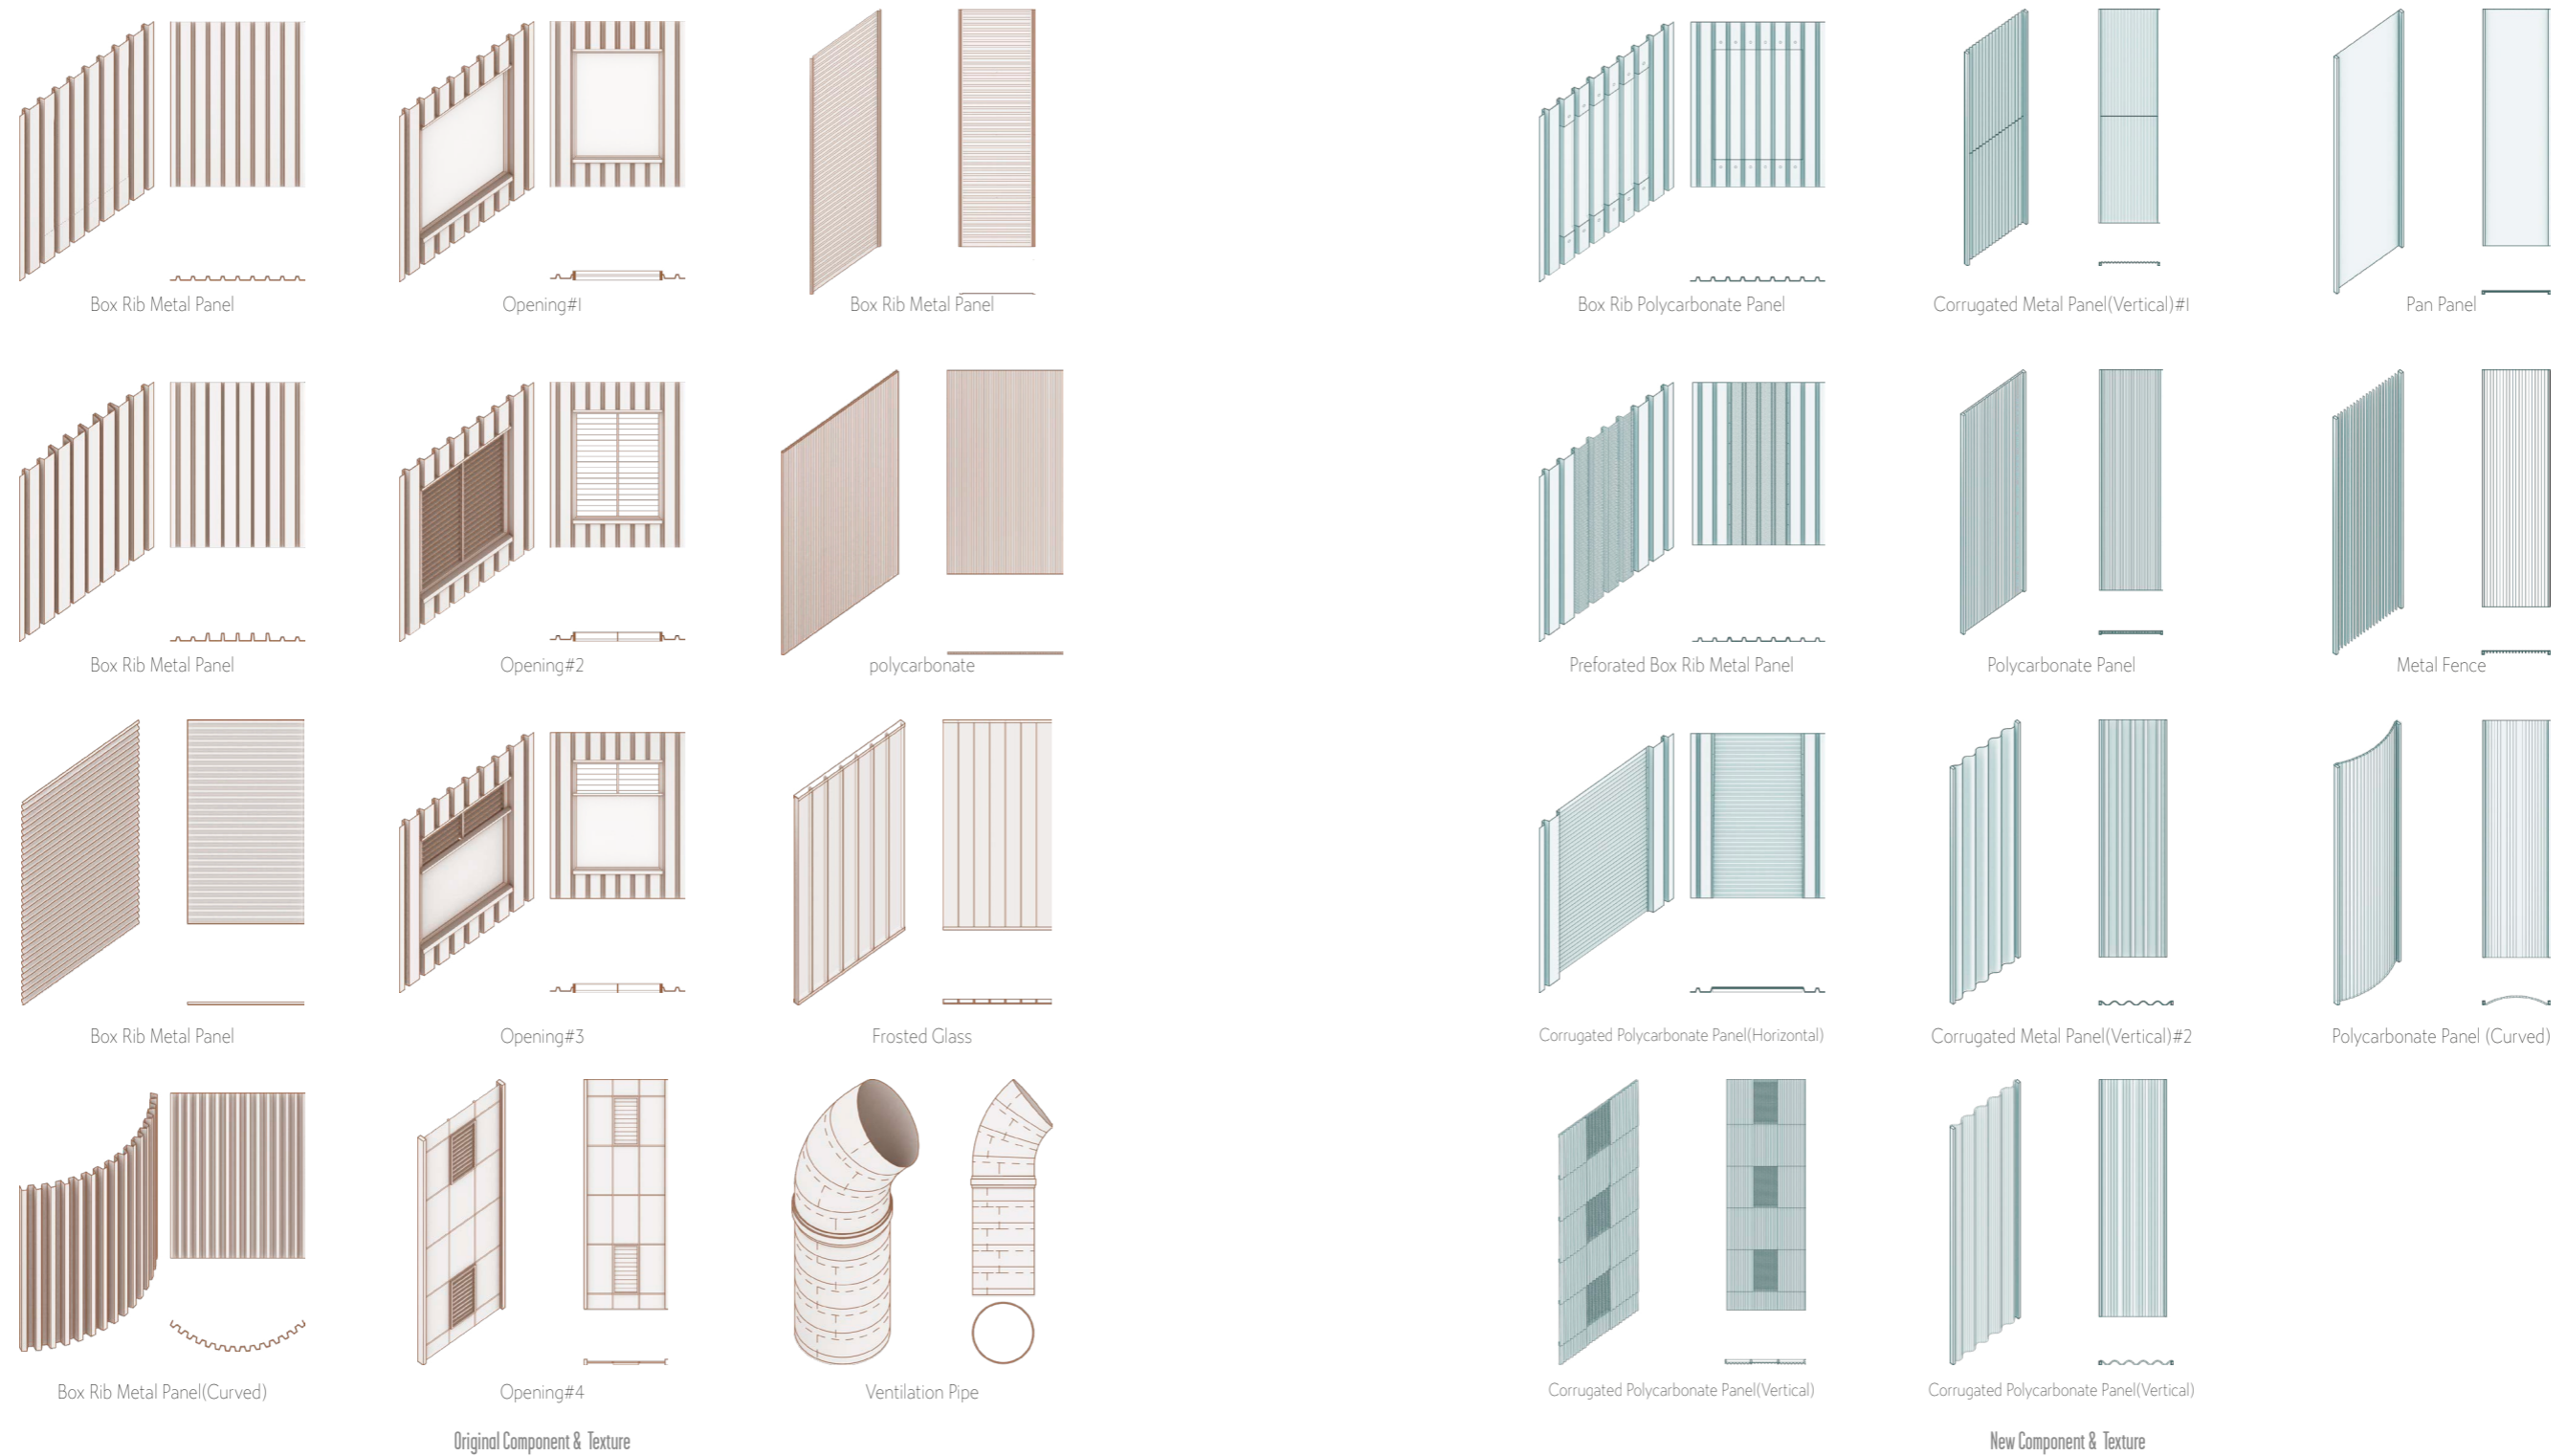 Box Rib Metal Panel
Opening#1
Box Rib Metal Panel
Box Rib Polycarbonate Panel
Corrugated Metal Panel(Vertical)#1
Pan Panel
Box Rib Metal Panel
Opening#2
polycarbonate
Preforated Box Rib Metal Panel
Polycarbonate Panel
Metal Fence
Box Rib Metal Panel
Opening#3
Frosted Glass
Corrugated Polycarbonate Panel(Horizontal)
Corrugated Metal Panel(Vertical)#2
Polycarbonate Panel (Curved)
Box Rib Metal Panel(Curved)
Opening#4
Ventilation Pipe
Corrugated Polycarbonate Panel(Vertical)
Corrugated Polycarbonate Panel(Vertical)
Original Component & Texture
New Component & Texture